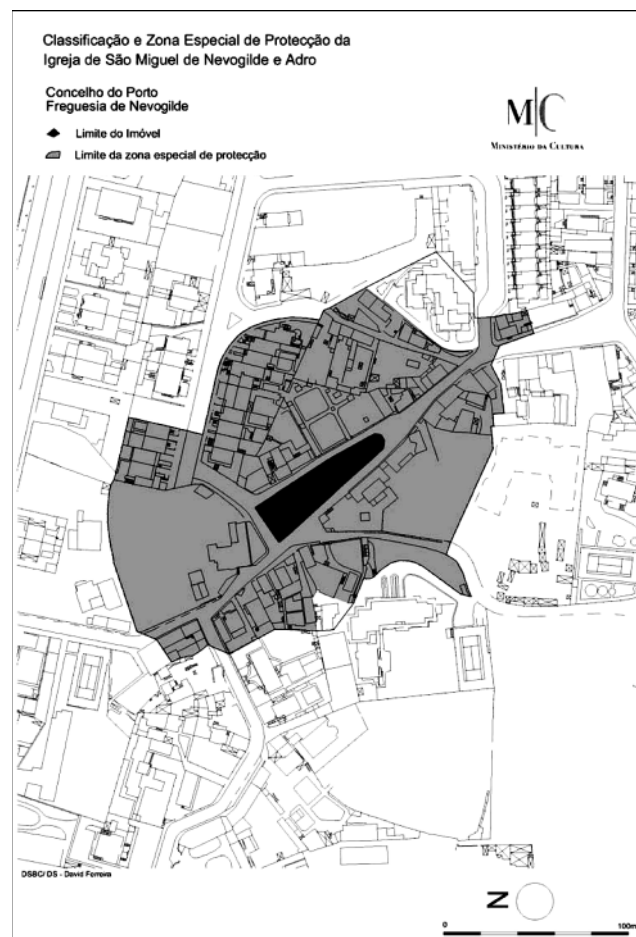 Classificação e Zona Especial de Protecção da
Igreja de São Miguel de Nevogilde e Adro
Concelho do Porto
Freguesia de Nevogilde
Limite do Imóvel
Limite da zona especial de protecção
M|C
MINISTÉRIO DA CULTURA
DSBC/ DS - David Ferreira
N
0
100m